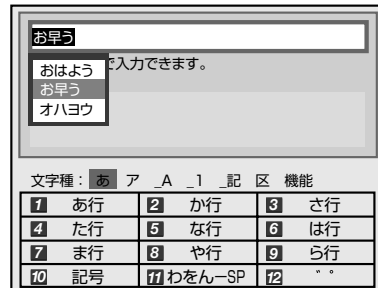 お早う
で入力できます。
おはよう
お早う
オハヨウ
文字種： あ ア _A _1 _記 区 機能
1 あ行 2 か行 3 さ行
4 た行 5 な行 6 は行
7 ま行 8 や行 9 ら行
10 記号 11 わをんーSP 12 ゛゜